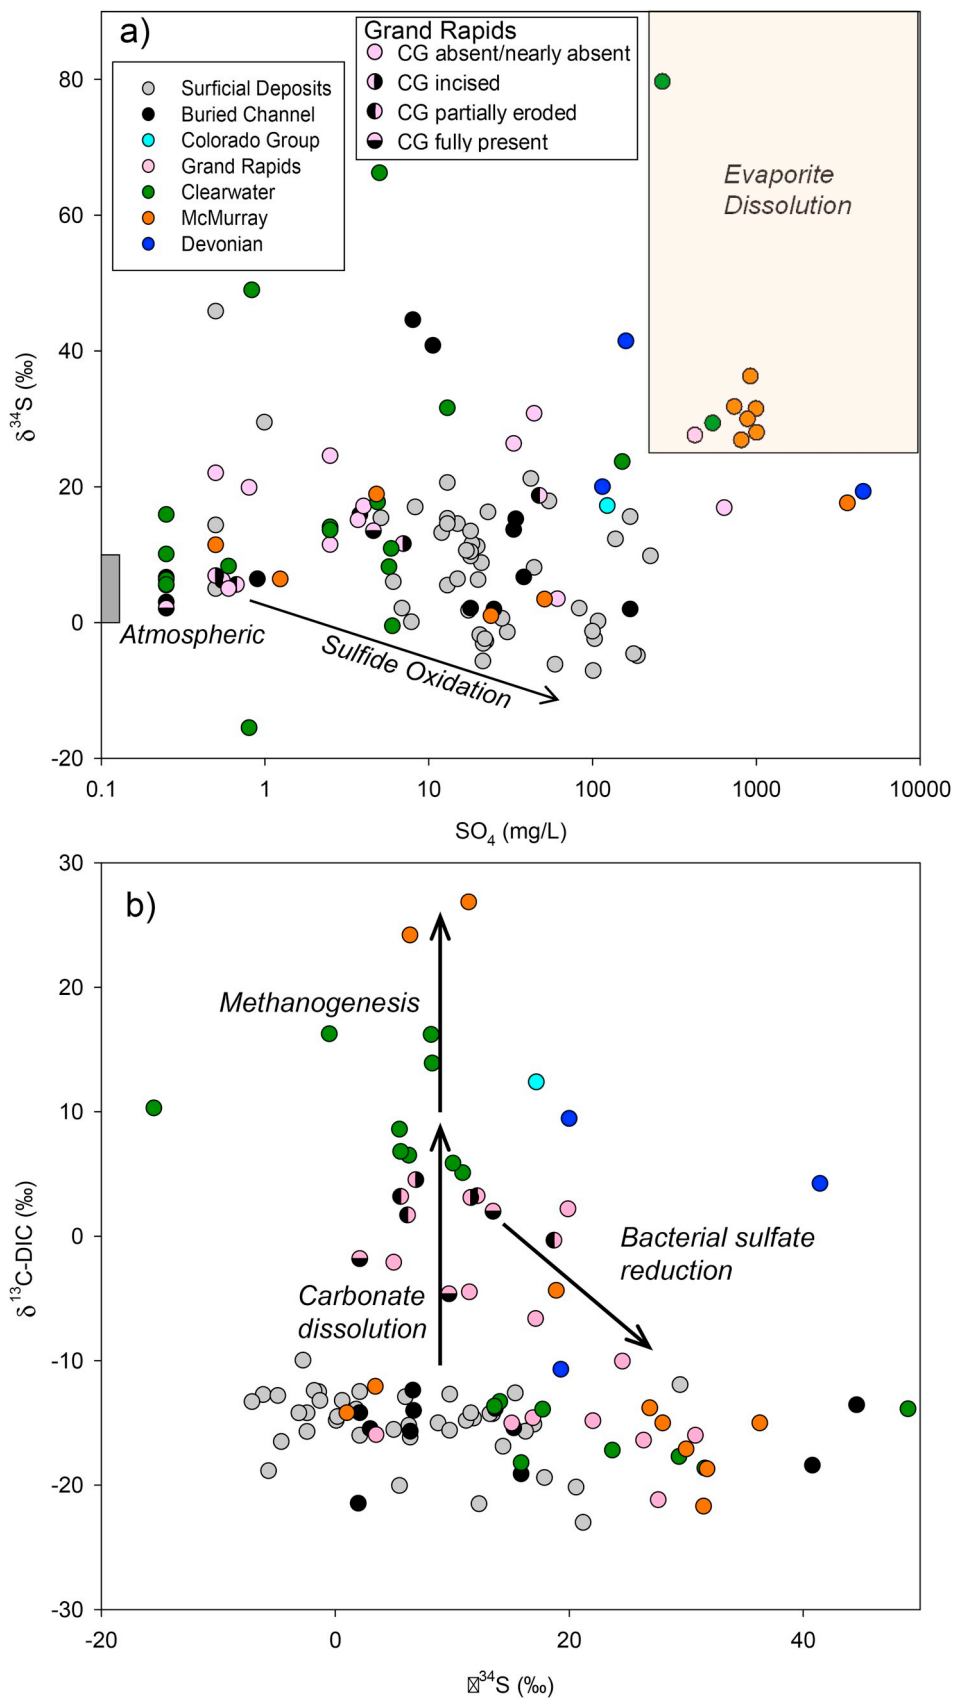 a)
Grand Rapids
CG absent/nearly absent
CG incised
CG partially eroded
CG fully present
Surficial Deposits
Buried Channel
Colorado Group
Grand Rapids
Clearwater
McMurray
Devonian
Evaporite
Dissolution
80
60
40
20
0
-20
δ³⁴S (‰)
Atmospheric
Sulfide Oxidation
0.1
1
10
100
1000
10000
SO₄ (mg/L)
b)
30
20
10
0
-10
-20
-30
δ¹³C-DIC (‰)
Methanogenesis
Carbonate
dissolution
Bacterial sulfate
reduction
-20
0
20
40
³⁴S (‰)